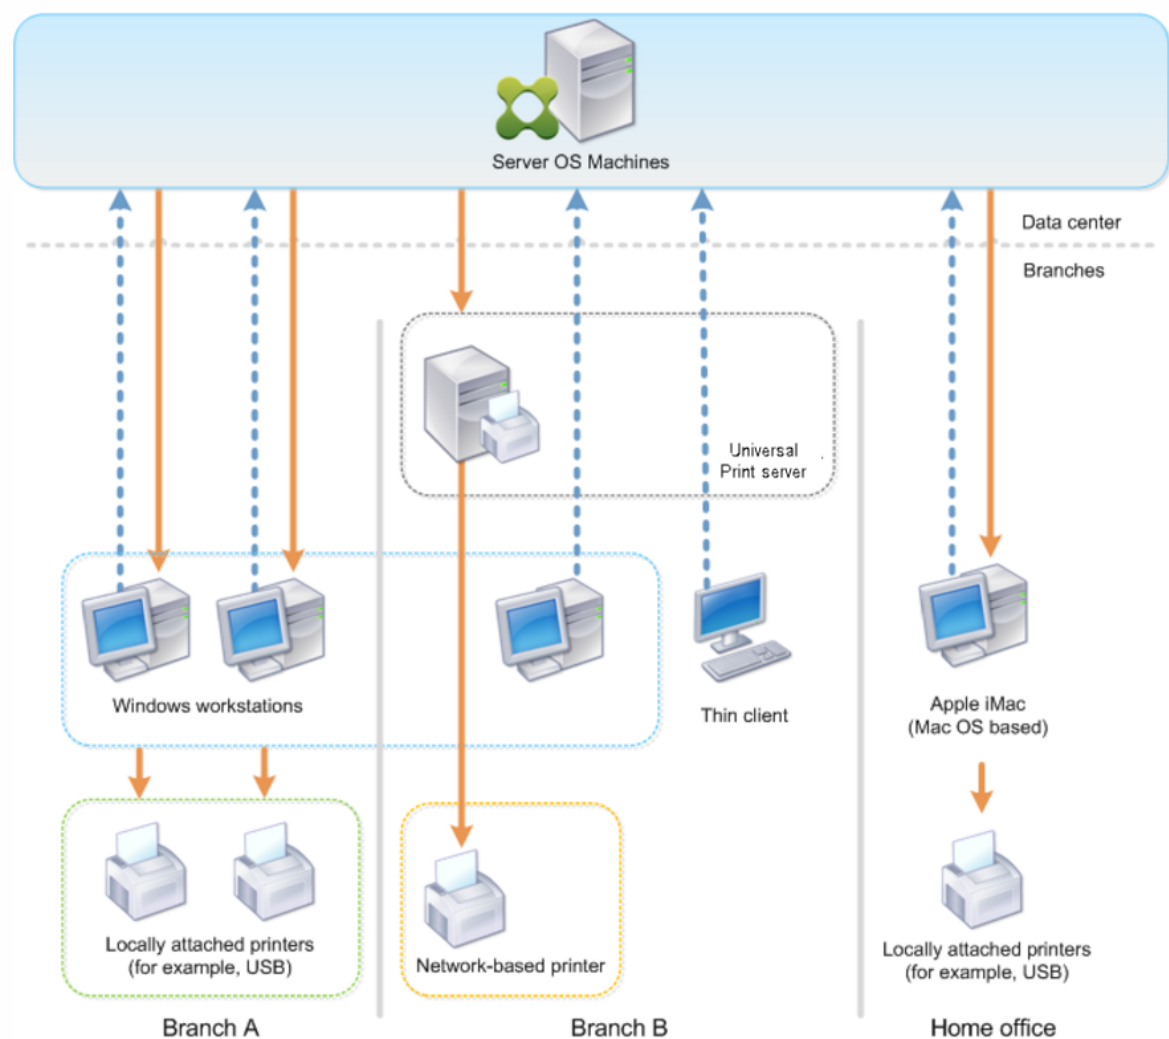 Server OS Machines
Data center
Branches
Universal
Print server
Windows workstations
Thin client
Apple iMac
(Mac OS based)
Locally attached printers
(for example, USB)
Network-based printer
Locally attached printers
(for example, USB)
Branch A
Branch B
Home office